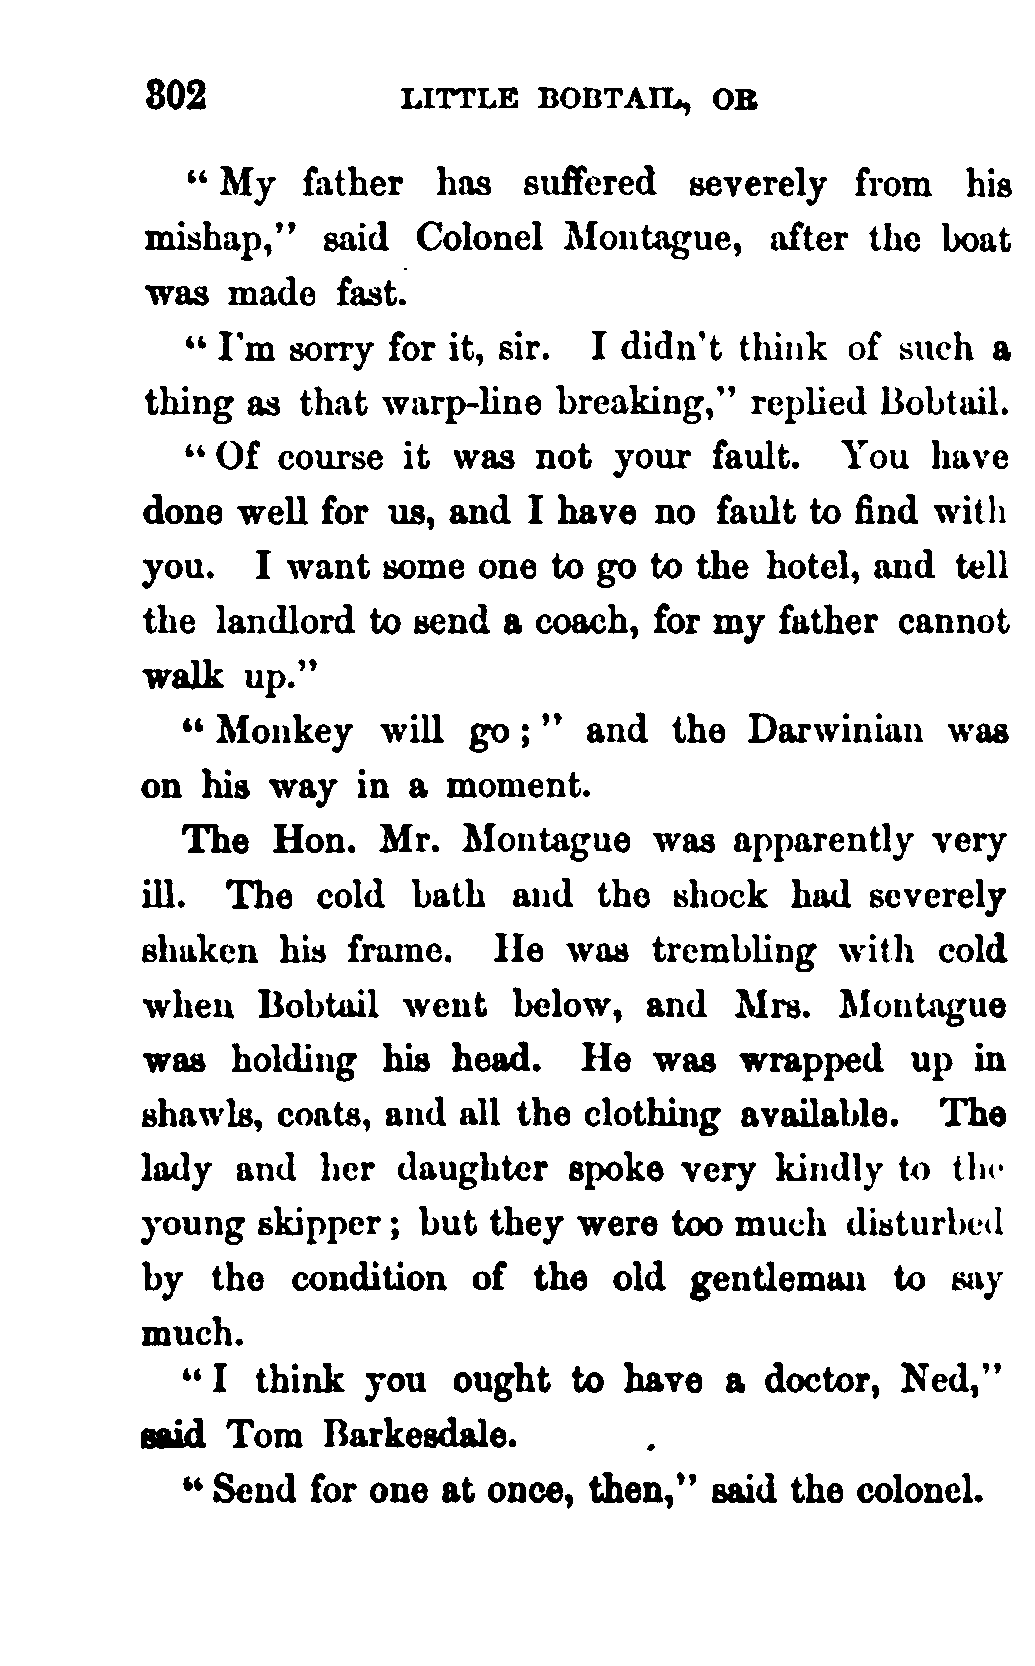 302 LITTLE BOBTAIL, OR
“My father has suffered severely from his
mishap,” said Colonel Montague, after the boat
was made fast.
“I'm sorry for it, sir. I didn't think of such a
thing as that warp-line breaking,” replied Bobtail.
“Of course it was not your fault. You have
done well for us, and I have no fault to find with
you. I want some one to go to the hotel, and tell
the landlord to send a coach, for my father cannot
walk up.”
“Monkey will go;” and the Darwinian was
on his way in a moment.
The Hon. Mr. Montague was apparently very
ill. The cold bath and the shock had severely
shaken his frame. He was trembling with cold
when Bobtail went below, and Mrs. Montague
was holding his head. He was wrapped up in
shawls, coats, and all the clothing available. The
lady and her daughter spoke very kindly to the
young skipper; but they were too much disturbed
by the condition of the old gentleman to say
much.
“I think you ought to have a doctor, Ned,”
said Tom Barkesdale.
“Send for one at once, then,” said the colonel.